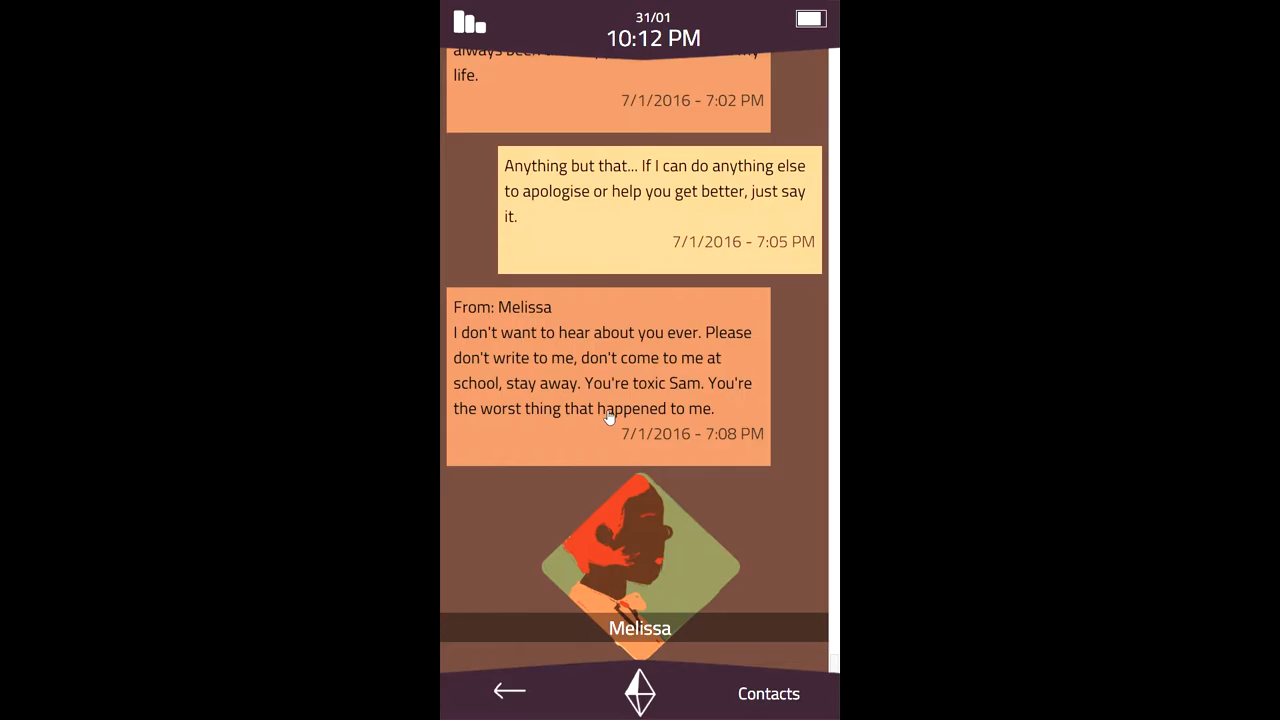 31/01
10:12 PM
always
life.
7/1/2016 - 7:02 PM
Anything but that... If I can do anything else
to apologise or help you get better, just say
it.
7/1/2016 - 7:05 PM
From: Melissa
I don't want to hear about you ever. Please
don't write to me, don't come to me at
school, stay away. You're toxic Sam. You're
the worst thing that happened to me.
7/1/2016 - 7:08 PM
Melissa
Contacts